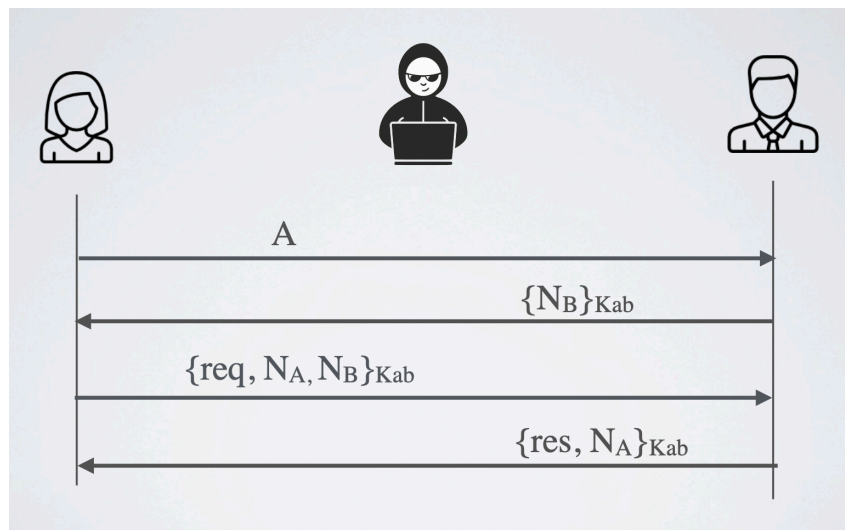 A
{N_B}_Kab
{req, N_A, N_B}_Kab
{res, N_A}_Kab